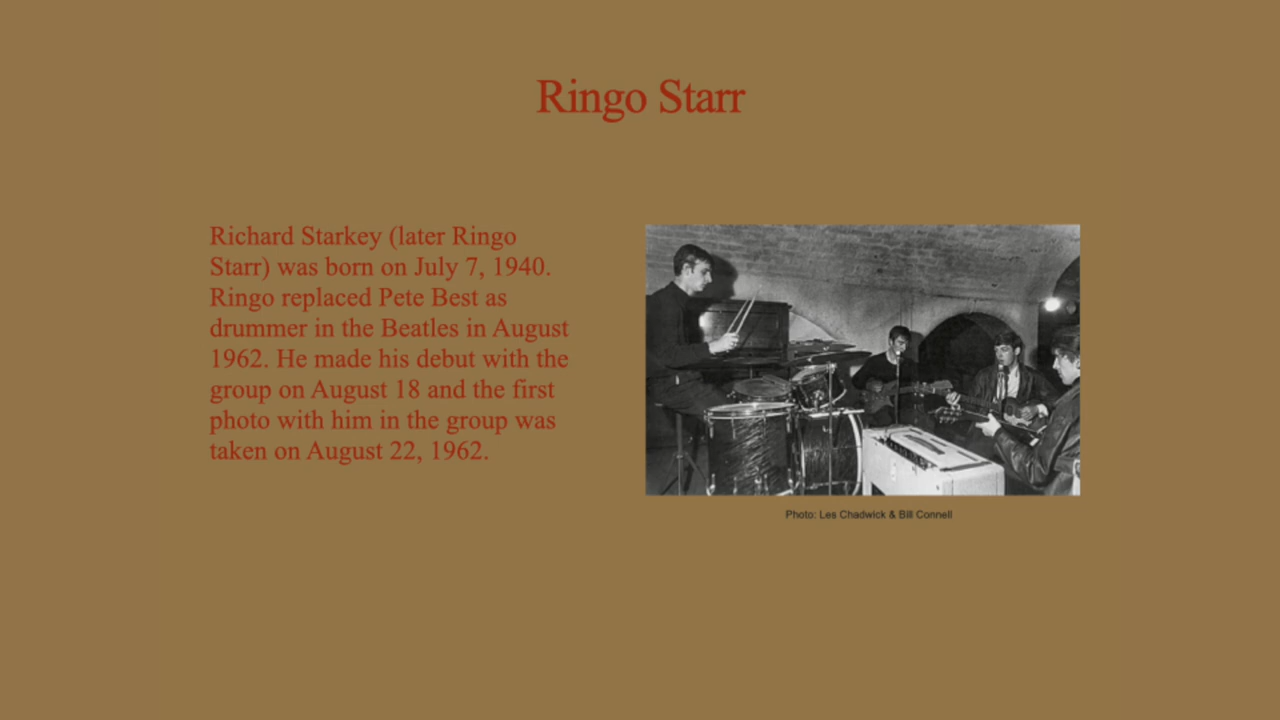 Ringo Starr
Richard Starkey (later Ringo
Starr) was born on July 7, 1940.
Ringo replaced Pete Best as
drummer in the Beatles in August
1962. He made his debut with the
group on August 18 and the first
photo with him in the group was
taken on August 22, 1962.
Photo: Les Chadwick & Bill Connell